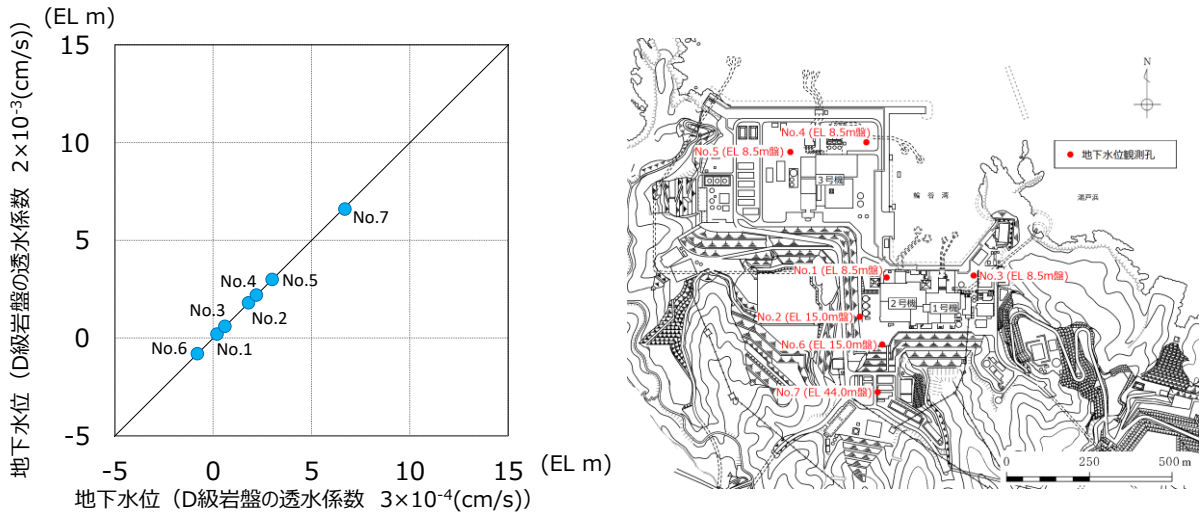 (EL m)
15
10
5
0
-5
-5
0
5
10
15
(EL m)
地下水位（D級岩盤の透水係数 2×10⁻³(cm/s)）
地下水位（D級岩盤の透水係数 3×10⁻⁴(cm/s)）
No.7
No.5
No.4
No.2
No.3
No.1
No.6
N
地下水位観測孔
No.4 (EL 8.5m盤)
No.5 (EL 8.5m盤)
3号機
輪谷湾
瀬戸浜
No.1 (EL 8.5m盤)
No.3 (EL 8.5m盤)
2号機
1号機
No.2 (EL 15.0m盤)
No.6 (EL 15.0m盤)
No.7 (EL 44.0m盤)
0 250 500 m